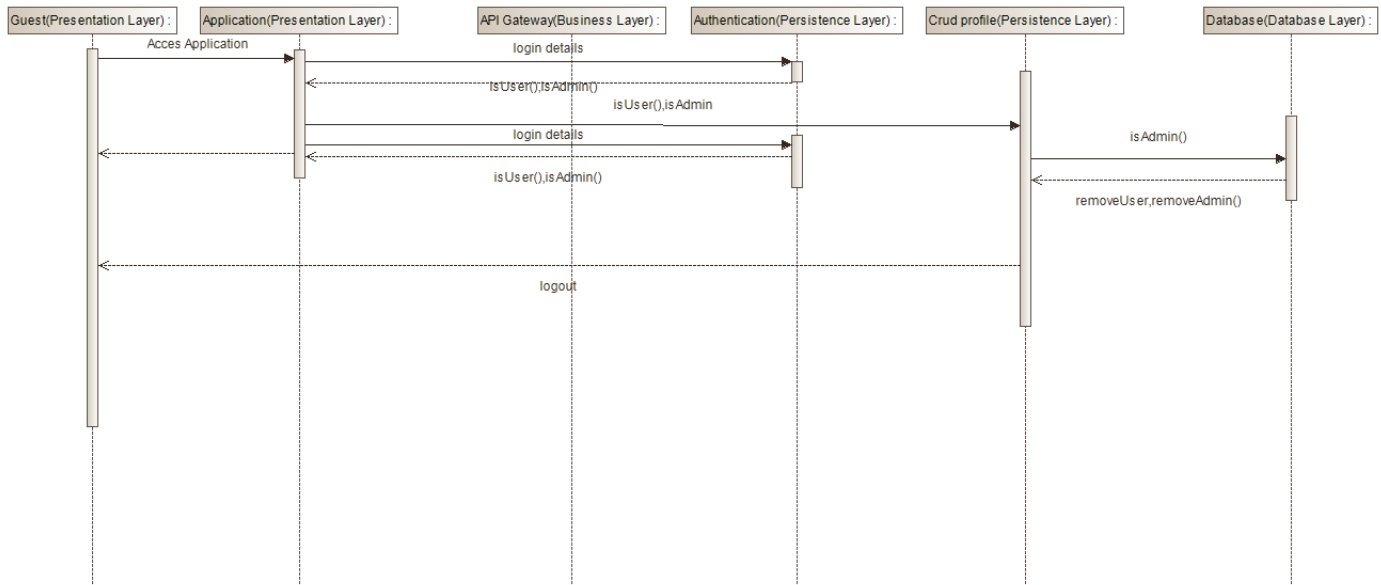 Guest(Presentation Layer) :
Application(Presentation Layer) :
API Gateway(Business Layer) :
Authentication(Persistence Layer) :
Crud profile(Persistence Layer) :
Database(Database Layer) :
Acces Application
login details
isUser(),isAdmin()
isUser(),isAdmin
login details
isAdmin()
isUser(),isAdmin()
removeUser,removeAdmin()
logout